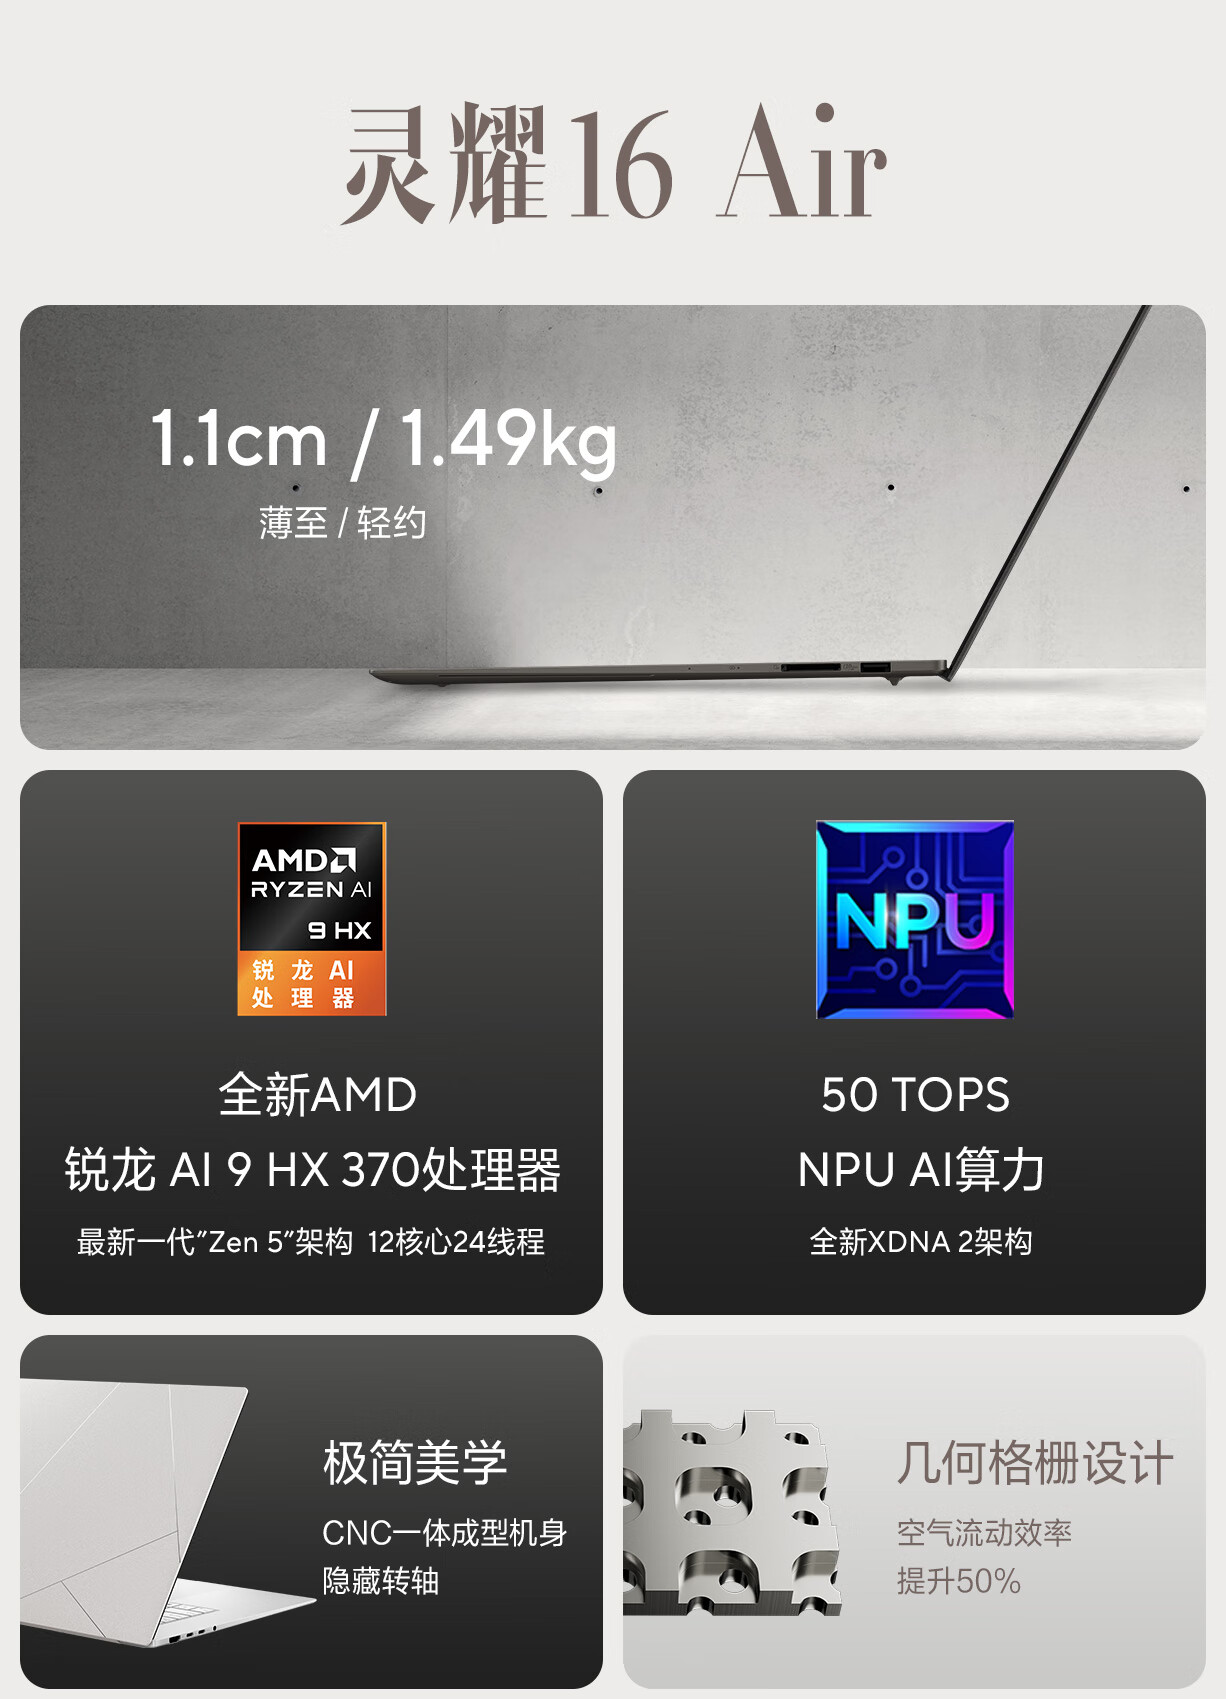 灵耀16 Air
1.1cm / 1.49kg
薄至 / 轻约
AMD
RYZEN AI
9 HX
锐龙 AI
处理器
全新AMD
锐龙 AI 9 HX 370处理器
最新一代"Zen 5"架构 12核心24线程
NPU
50 TOPS
NPU AI算力
全新XDNA 2架构
极简美学
CNC一体成型机身
隐藏转轴
几何格栅设计
空气流动效率
提升50%